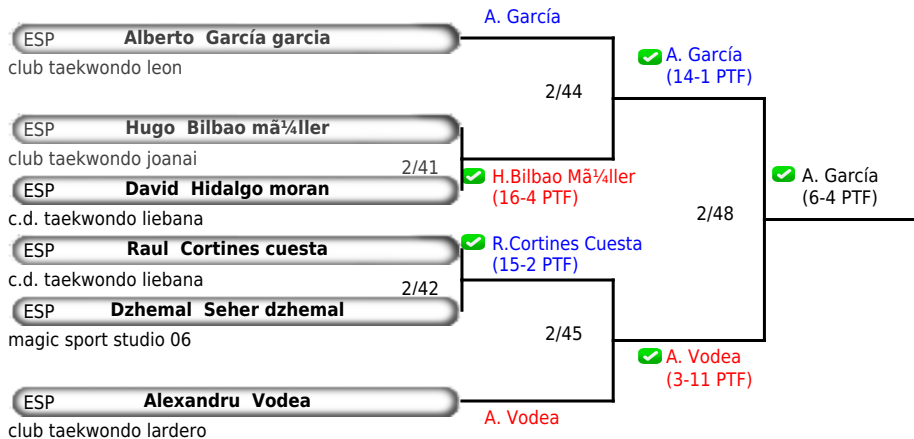 A. García
ESP Alberto García garcia
club taekwondo leon
A. García
(14-1 PTF)
2/44
ESP Hugo Bilbao mã¼ller
club taekwondo joanai
2/41
ESP David Hidalgo moran
H.Bilbao Mã¼ller
(16-4 PTF)
c.d. taekwondo liebana
A. García
(6-4 PTF)
2/48
ESP Raul Cortines cuesta
R.Cortines Cuesta
(15-2 PTF)
c.d. taekwondo liebana
2/42
ESP Dzhemal Seher dzhemal
magic sport studio 06
2/45
A. Vodea
(3-11 PTF)
ESP Alexandru Vodea
A. Vodea
club taekwondo lardero